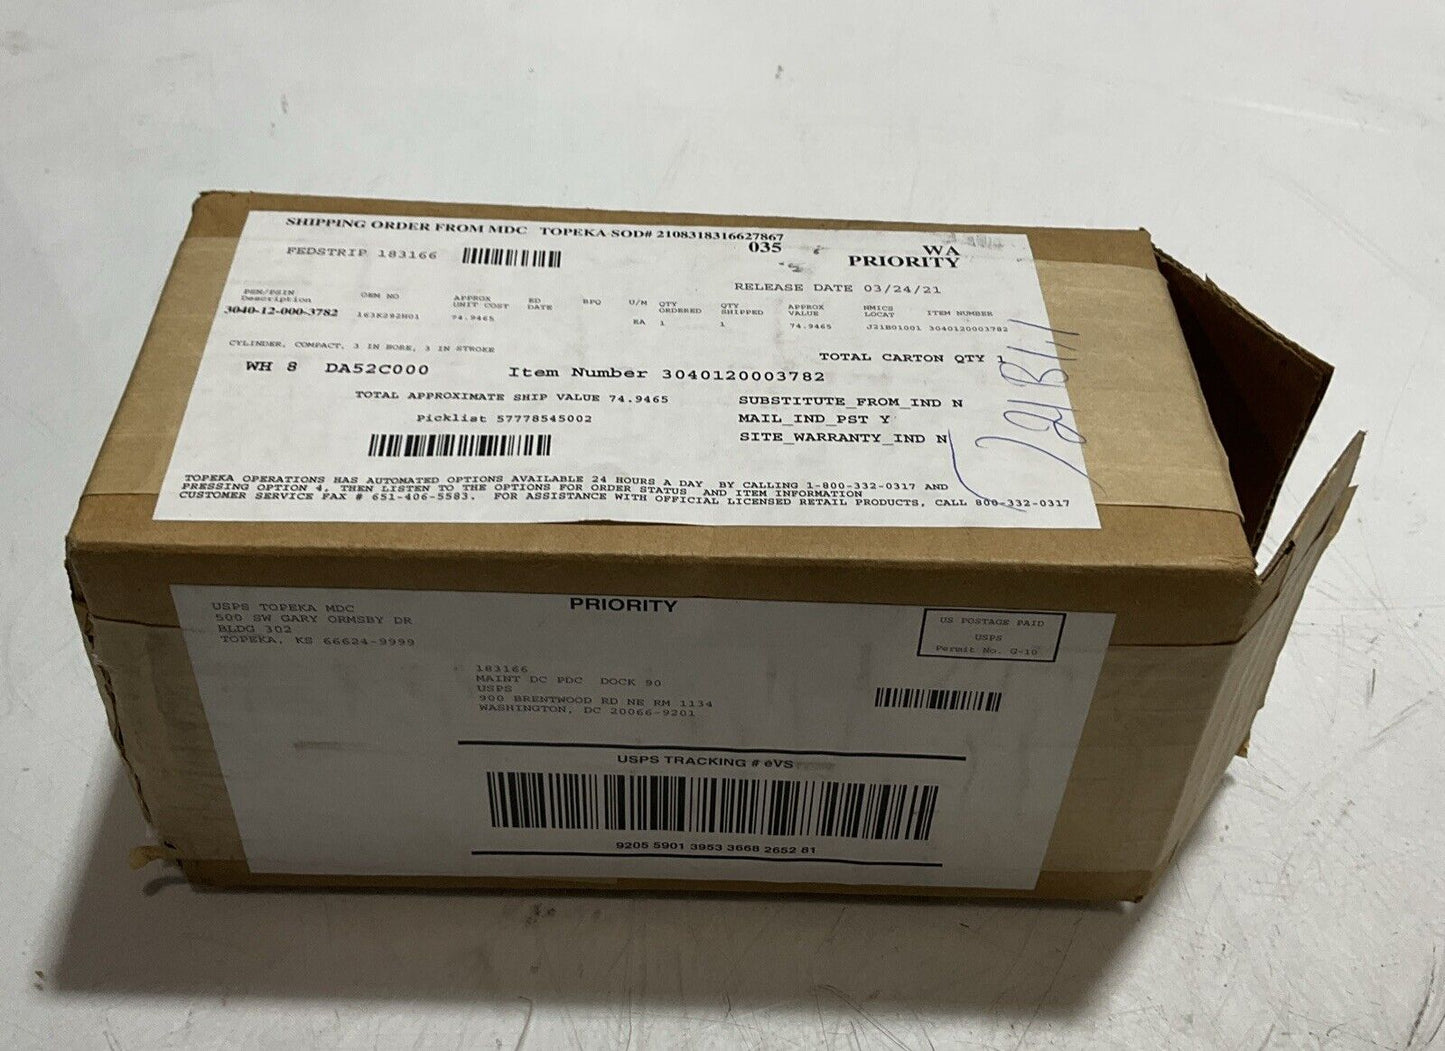 SHIPPING ORDER FROM MDC TOPEKA SOD# 2108318316627867
035 WA
FEDSTRIP 183166 PRIORITY
RELEASE DATE 03/24/21
PSN/PSIN OEM NO APPROX ED BPQ U/M QTY QTY APPROX NMICS ITEM NUMBER
Description UNIT COST DATE ORDERED SHIPPED VALUE LOCAT
3040-12-000-3782 163K292H01 74.9465 EA 1 1 74.9465 J21B01001 3040120003782
CYLINDER, COMPACT, 3 IN BORE, 3 IN STROKE
TOTAL CARTON QTY 1
WH 8 DA52C000 Item Number 3040120003782
TOTAL APPROXIMATE SHIP VALUE 74.9465 SUBSTITUTE_FROM_IND N
Picklist 57778545002 MAIL_IND_PST Y
SITE_WARRANTY_IND N
TOPEKA OPERATIONS HAS AUTOMATED OPTIONS AVAILABLE 24 HOURS A DAY BY CALLING 1-800-332-0317 AND
PRESSING OPTION 4, THEN LISTEN TO THE OPTIONS FOR ORDER STATUS AND ITEM INFORMATION
CUSTOMER SERVICE FAX # 651-406-5583. FOR ASSISTANCE WITH OFFICIAL LICENSED RETAIL PRODUCTS, CALL 800-332-0317
PRIORITY
USPS TOPEKA MDC
500 SW GARY ORMSBY DR
BLDG 302
TOPEKA, KS 66624-9999
US POSTAGE PAID
USPS
Permit No. G-10
183166
MAINT DC PDC DOCK 90
USPS
900 BRENTWOOD RD NE RM 1134
WASHINGTON, DC 20066-9201
USPS TRACKING # eVS
9205 5901 3953 3668 2652 81